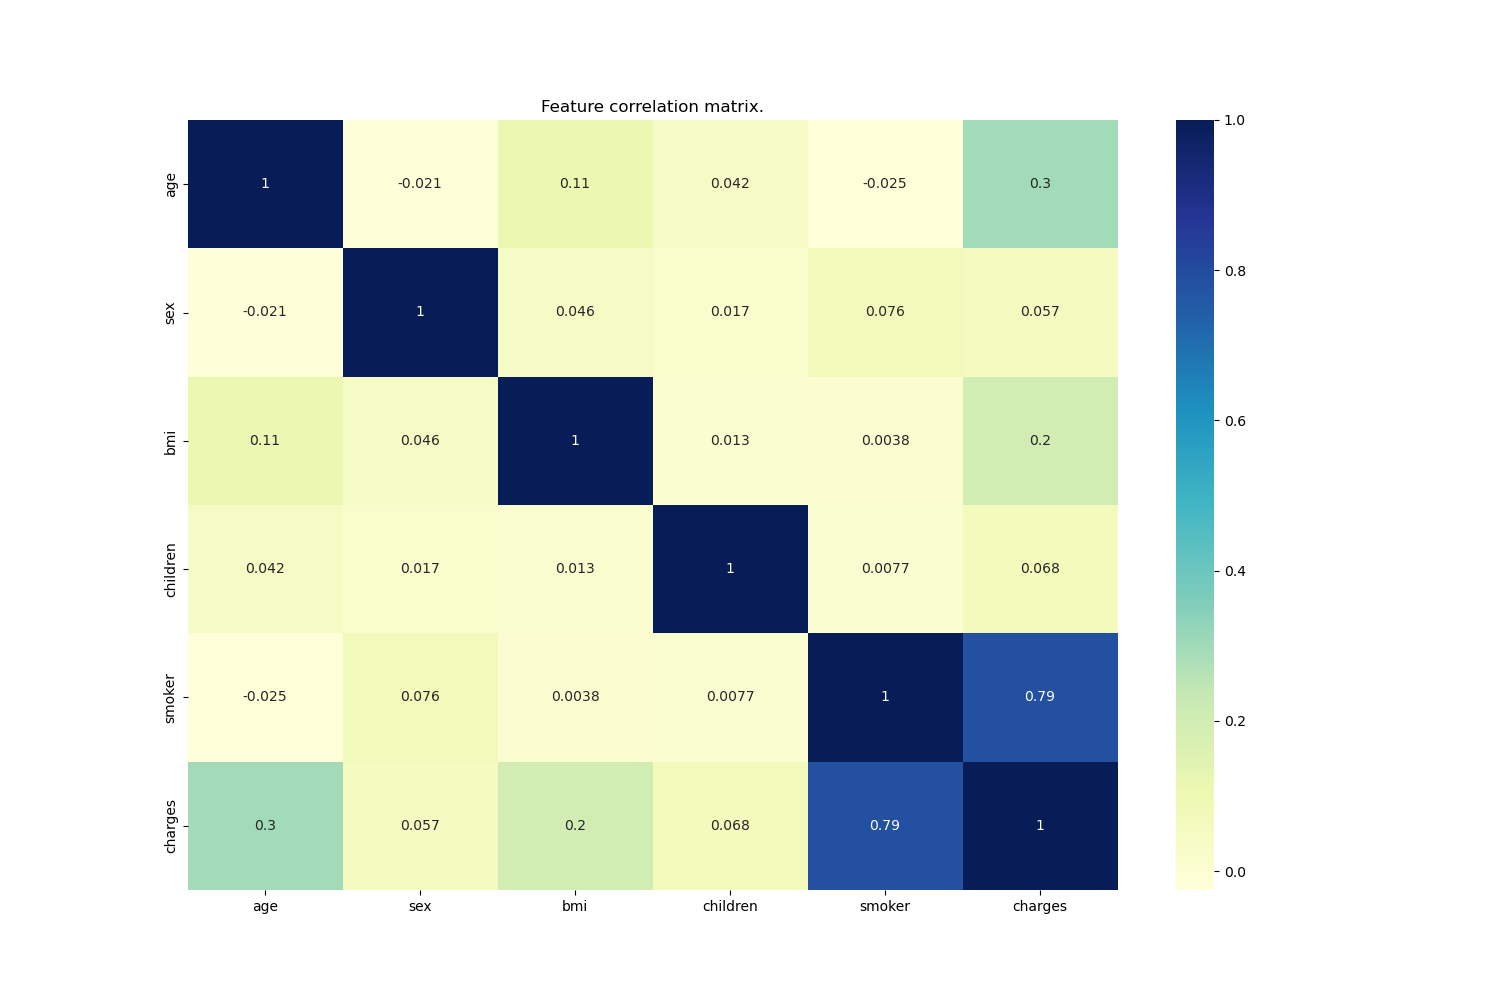 Feature correlation matrix.
age 1 -0.021 0.11 0.042 -0.025 0.3
sex -0.021 1 0.046 0.017 0.076 0.057
bmi 0.11 0.046 1 0.013 0.0038 0.2
children 0.042 0.017 0.013 1 0.0077 0.068
smoker -0.025 0.076 0.0038 0.0077 1 0.79
charges 0.3 0.057 0.2 0.068 0.79 1
age sex bmi children smoker charges
1.0
0.8
0.6
0.4
0.2
0.0